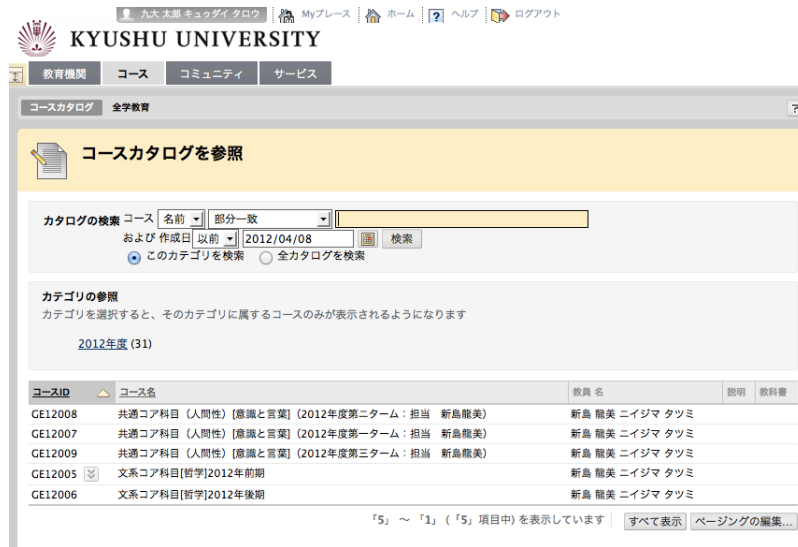 九大 太郎 キュウダイ タロウ Myプレース ホーム ? ヘルプ ログアウト
KYUSHU UNIVERSITY
教育機関 コース コミュニティ サービス
コースカタログ 全学教育 ?
コースカタログを参照
カタログの検索 コース 名前 部分一致
および 作成日 以前 2012/04/08 検索
このカテゴリを検索 全カタログを検索
カテゴリの参照
カテゴリを選択すると、そのカテゴリに属するコースのみが表示されるようになります
2012年度 (31)
コースID コース名 教員 名 説明 教科書
GE12008 共通コア科目（人間性）[意識と言葉]（2012年度第二ターム：担当　新島龍美） 新島 龍美 ニイジマ タツミ
GE12007 共通コア科目（人間性）[意識と言葉]（2012年度第一ターム：担当　新島龍美） 新島 龍美 ニイジマ タツミ
GE12009 共通コア科目（人間性）[意識と言葉]（2012年度第三ターム：担当　新島龍美） 新島 龍美 ニイジマ タツミ
GE12005 文系コア科目[哲学]2012年前期 新島 龍美 ニイジマ タツミ
GE12006 文系コア科目[哲学]2012年後期 新島 龍美 ニイジマ タツミ
「5」 ～ 「1」 (「5」項目中) を表示しています すべて表示 ページングの編集...